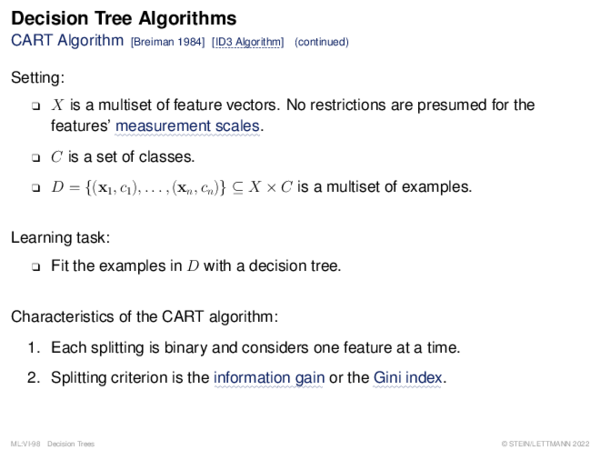 Decision Tree Algorithms
CART Algorithm [Breiman 1984] [ID3 Algorithm] (continued)
Setting:
❑ X is a multiset of feature vectors. No restrictions are presumed for the
features’ measurement scales.
❑ C is a set of classes.
❑ D = {(x₁, c₁), . . . , (xₙ, cₙ)} ⊆ X × C is a multiset of examples.
Learning task:
❑ Fit the examples in D with a decision tree.
Characteristics of the CART algorithm:
1. Each splitting is binary and considers one feature at a time.
2. Splitting criterion is the information gain or the Gini index.
ML:VI-98 Decision Trees © STEIN/LETTMANN 2022